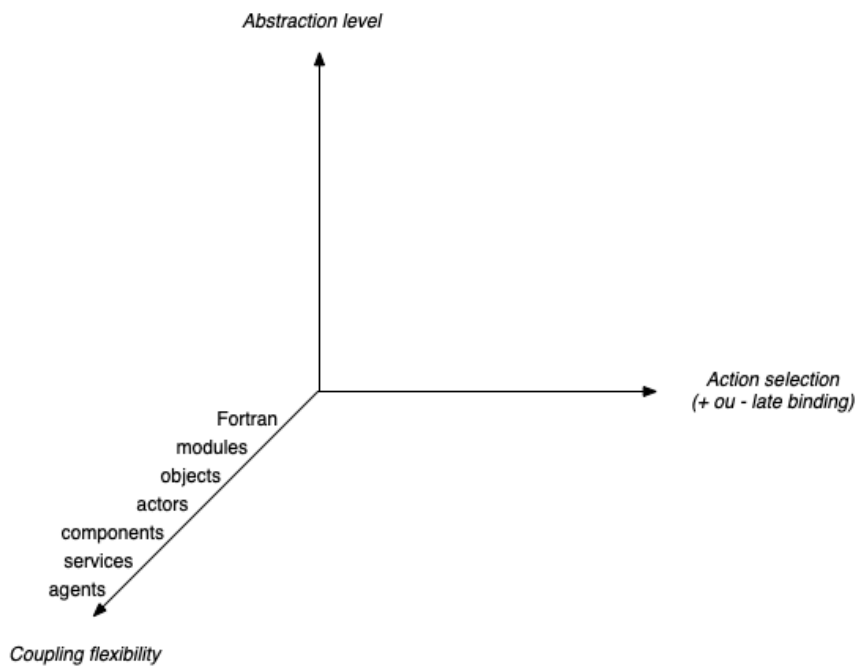 Abstraction level
Action selection
(+ ou - late binding)
Fortran
modules
objects
actors
components
services
agents
Coupling flexibility